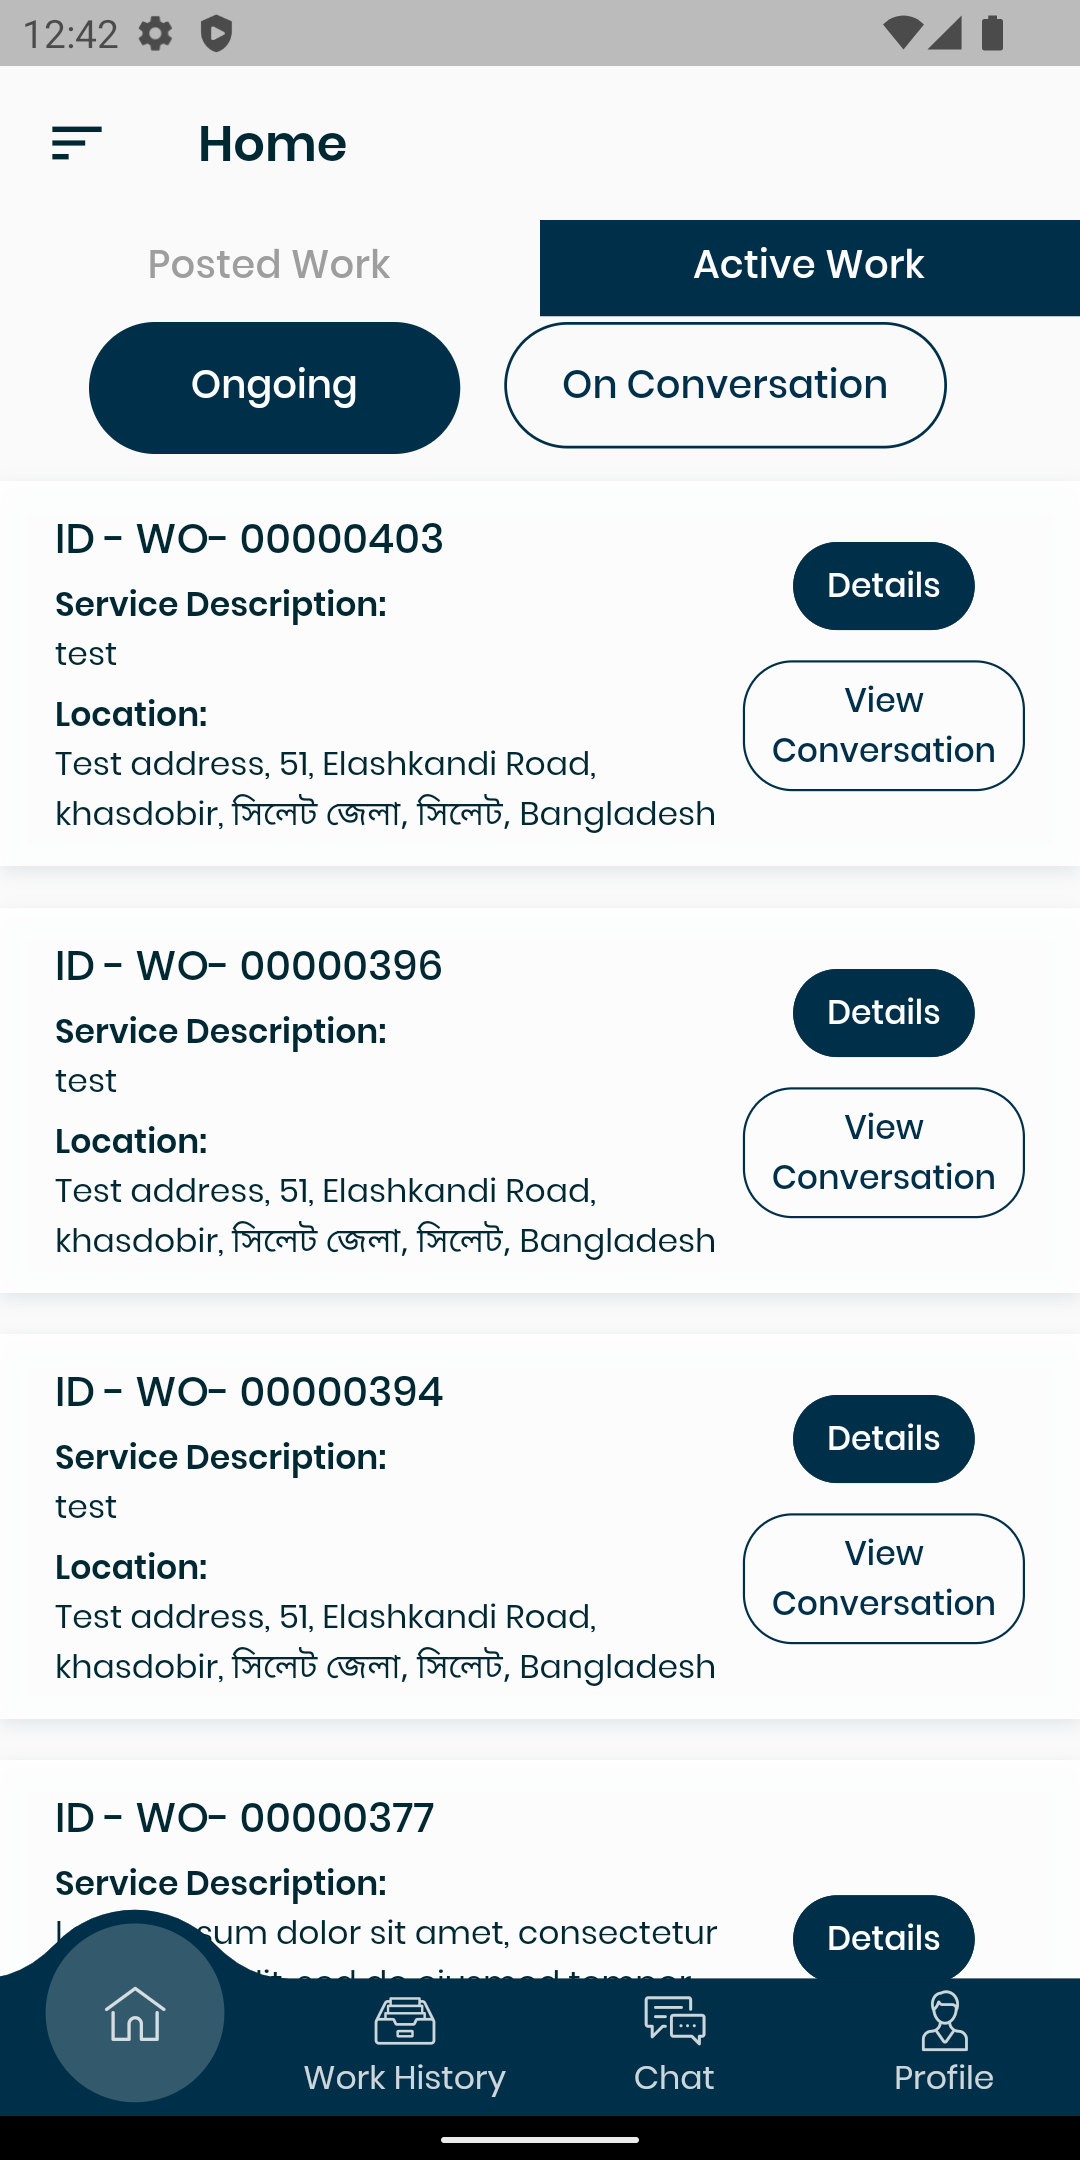 12:42
Home
Posted Work
Active Work
Ongoing
On Conversation
ID - WO- 00000403
Service Description:
test
Location:
Test address, 51, Elashkandi Road,
khasdobir, সিলেট জেলা, সিলেট, Bangladesh
Details
View
Conversation
ID - WO- 00000396
Service Description:
test
Location:
Test address, 51, Elashkandi Road,
khasdobir, সিলেট জেলা, সিলেট, Bangladesh
Details
View
Conversation
ID - WO- 00000394
Service Description:
test
Location:
Test address, 51, Elashkandi Road,
khasdobir, সিলেট জেলা, সিলেট, Bangladesh
Details
View
Conversation
ID - WO- 00000377
Service Description:
dolor sit amet, consectetur
Details
Work History
Chat
Profile